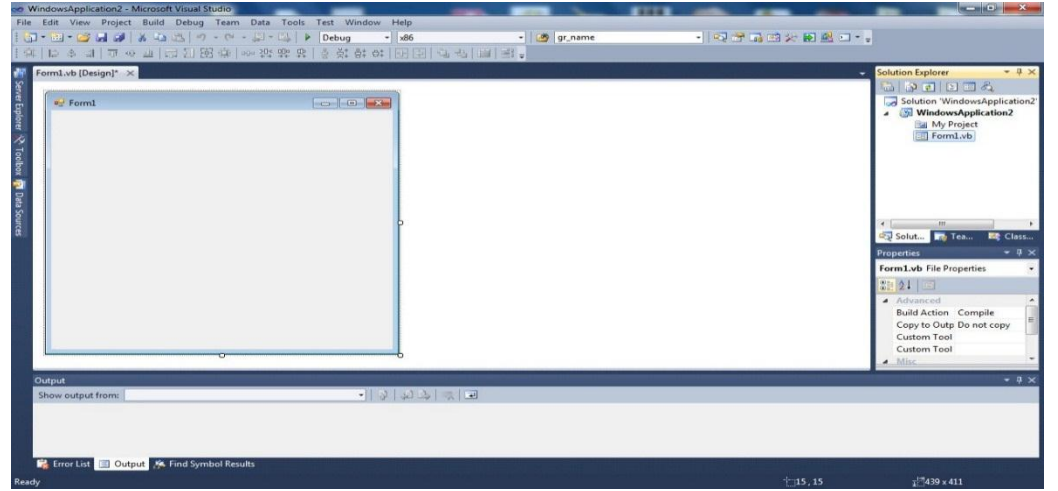 WindowsApplication2 - Microsoft Visual Studio
File Edit View Project Build Debug Team Data Tools Test Window Help
Debug x86 gr_name
Server Explorer
Toolbox
Data Sources
Form1.vb [Design]*
Form1
Solution Explorer
Solution 'WindowsApplication2'
WindowsApplication2
My Project
Form1.vb
Solut... Tea... Class...
Properties
Form1.vb File Properties
Advanced
Build Action Compile
Copy to Outp Do not copy
Custom Tool
Custom Tool
Misc
Output
Show output from:
Error List Output Find Symbol Results
Ready 15 , 15 439 x 411